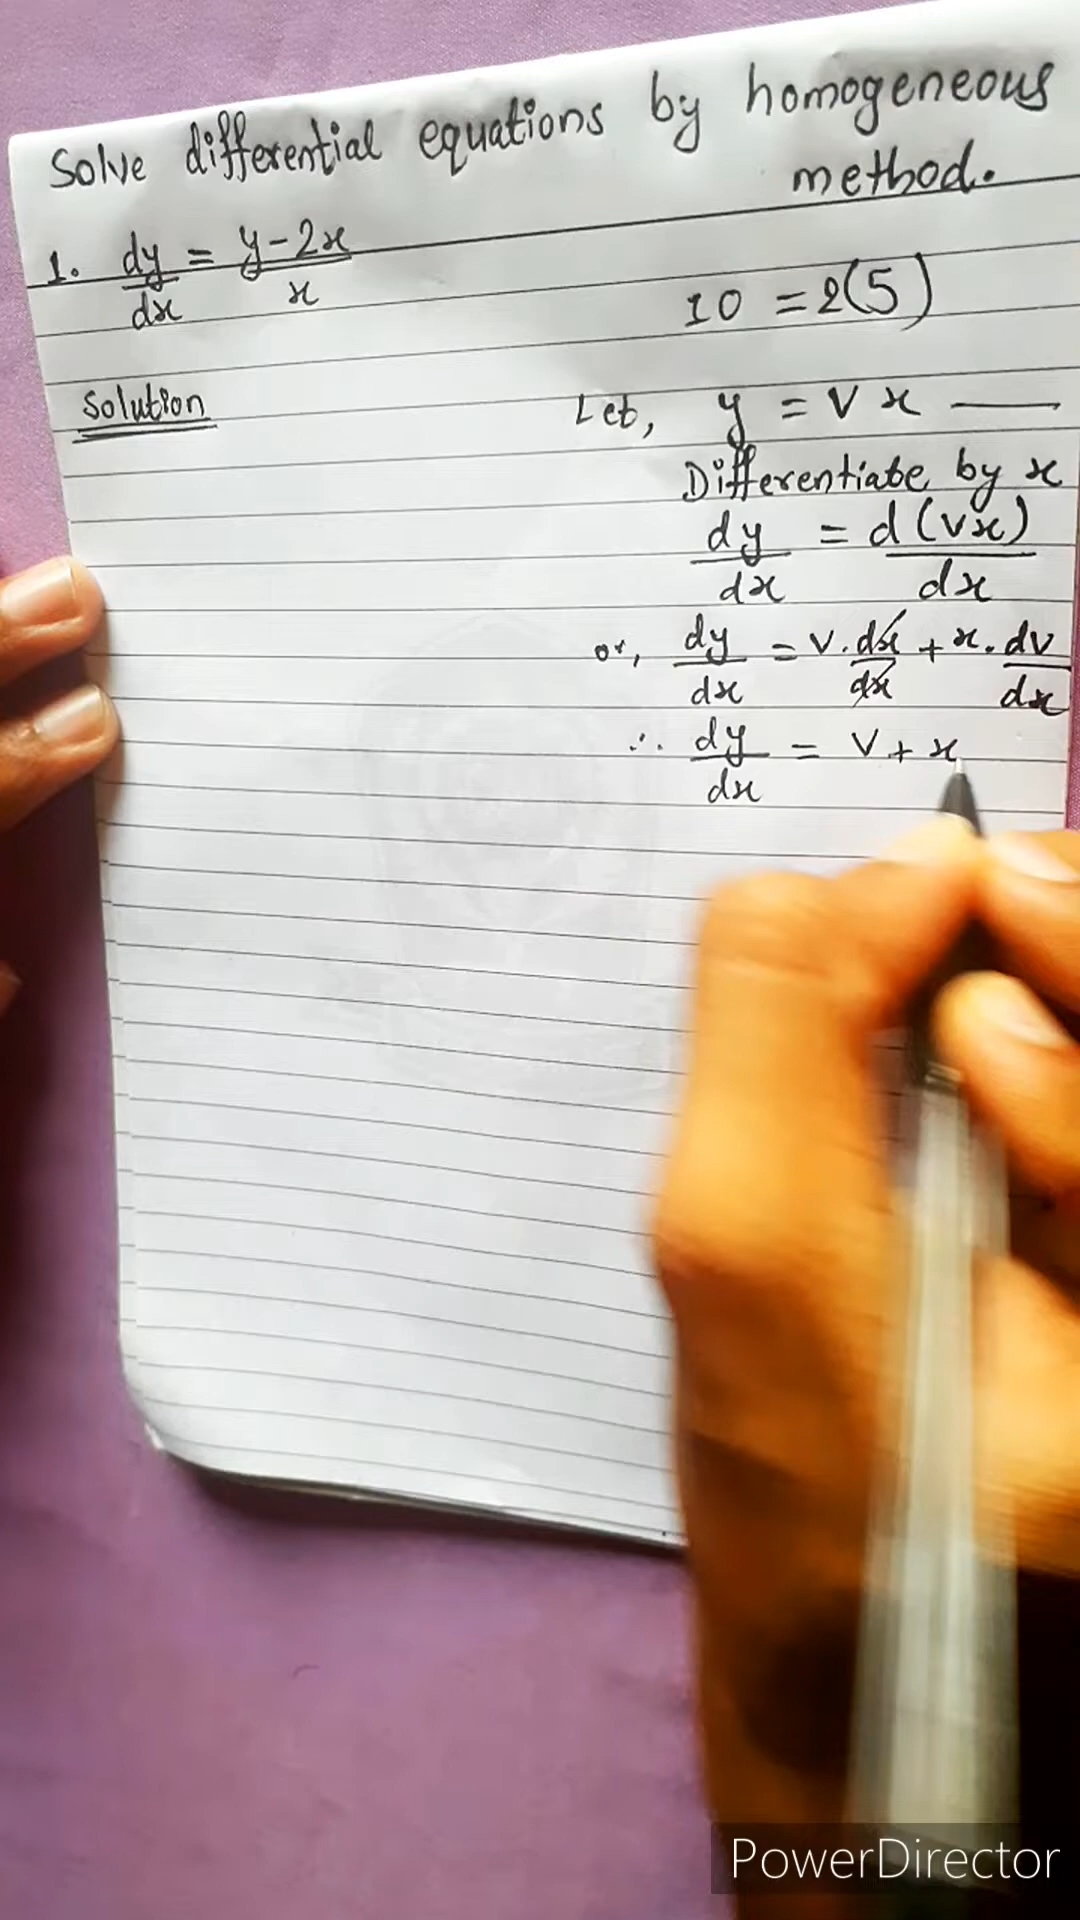 Solve differential equations by homogeneous
method.
1. dy/dx = y-2x/x
10 = 2(5)
Solution
Let, y = vx —
Differentiate by x
dy/dx = d(vx)/dx
or, dy/dx = v.dx/dx + x.dv/dx
∴ dy/dx = v + x
PowerDirector